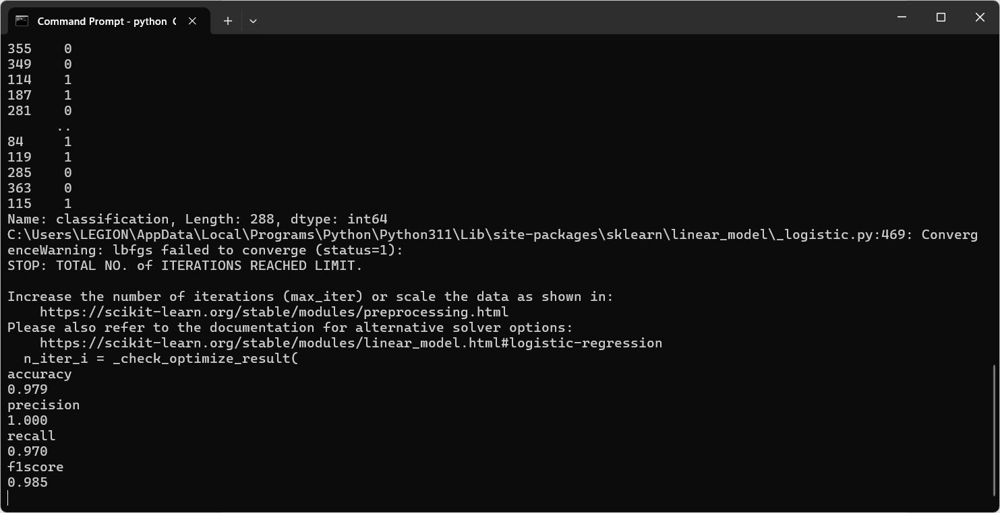 Command Prompt - python
355    0
349    0
114    1
187    1
281    0
      ..
84     1
119    1
285    0
363    0
115    1
Name: classification, Length: 288, dtype: int64
C:\Users\LEGION\AppData\Local\Programs\Python\Python311\Lib\site-packages\sklearn\linear_model\_logistic.py:469: Converg
enceWarning: lbfgs failed to converge (status=1):
STOP: TOTAL NO. of ITERATIONS REACHED LIMIT.

Increase the number of iterations (max_iter) or scale the data as shown in:
    https://scikit-learn.org/stable/modules/preprocessing.html
Please also refer to the documentation for alternative solver options:
    https://scikit-learn.org/stable/modules/linear_model.html#logistic-regression
  n_iter_i = _check_optimize_result(
accuracy
0.979
precision
1.000
recall
0.970
f1score
0.985